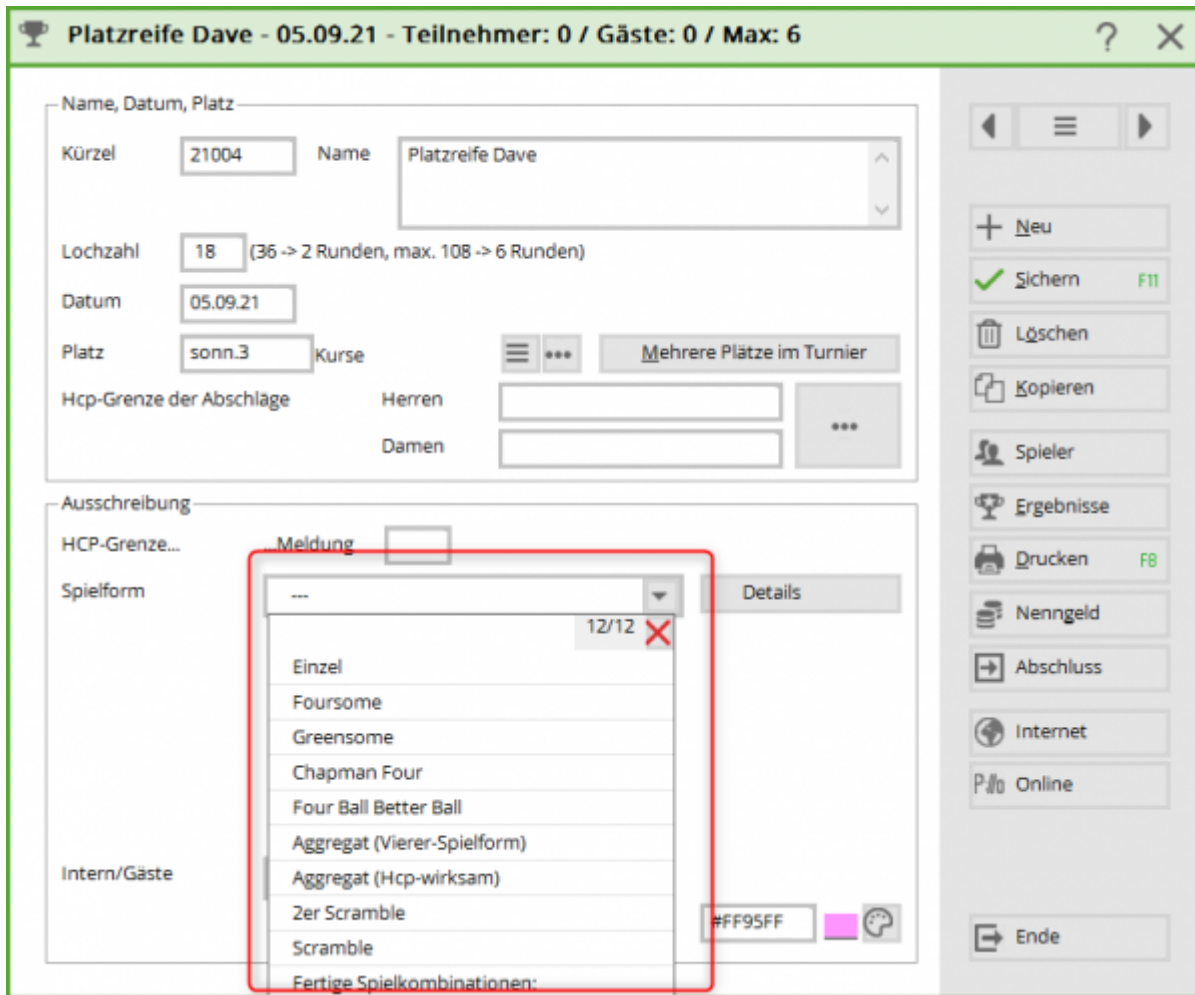 Platzreife Dave - 05.09.21 - Teilnehmer: 0 / Gäste: 0 / Max: 6 ?
Name, Datum, Platz
Kürzel 21004 Name Platzreife Dave
Lochzahl 18 (36 -> 2 Runden, max. 108 -> 6 Runden)
Datum 05.09.21
Platz sonn.3 Kurse ... Mehrere Plätze im Turnier
Hcp-Grenze der Abschläge Herren
...
Damen
Ausschreibung
HCP-Grenze... ...Meldung
Spielform --- Details
12/12
Einzel
Foursome
Greensome
Chapman Four
Four Ball Better Ball
Aggregat (Vierer-Spielform)
Aggregat (Hcp-wirksam)
2er Scramble
Scramble
Fertige Spielkombinationen:
Intern/Gäste
#FF95FF
Neu
Sichern F11
Löschen
Kopieren
Spieler
Ergebnisse
Drucken F8
Nenngeld
Abschluss
Internet
Online
Ende